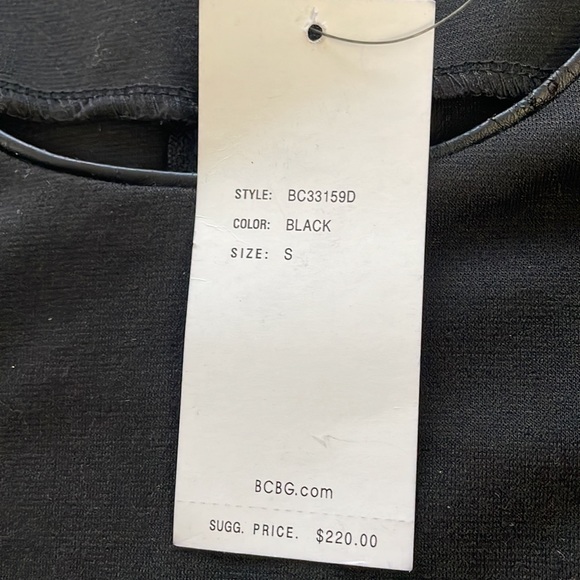 STYLE: BC33159D
COLOR: BLACK
SIZE: S
BCBG.com
SUGG. PRICE. $220.00